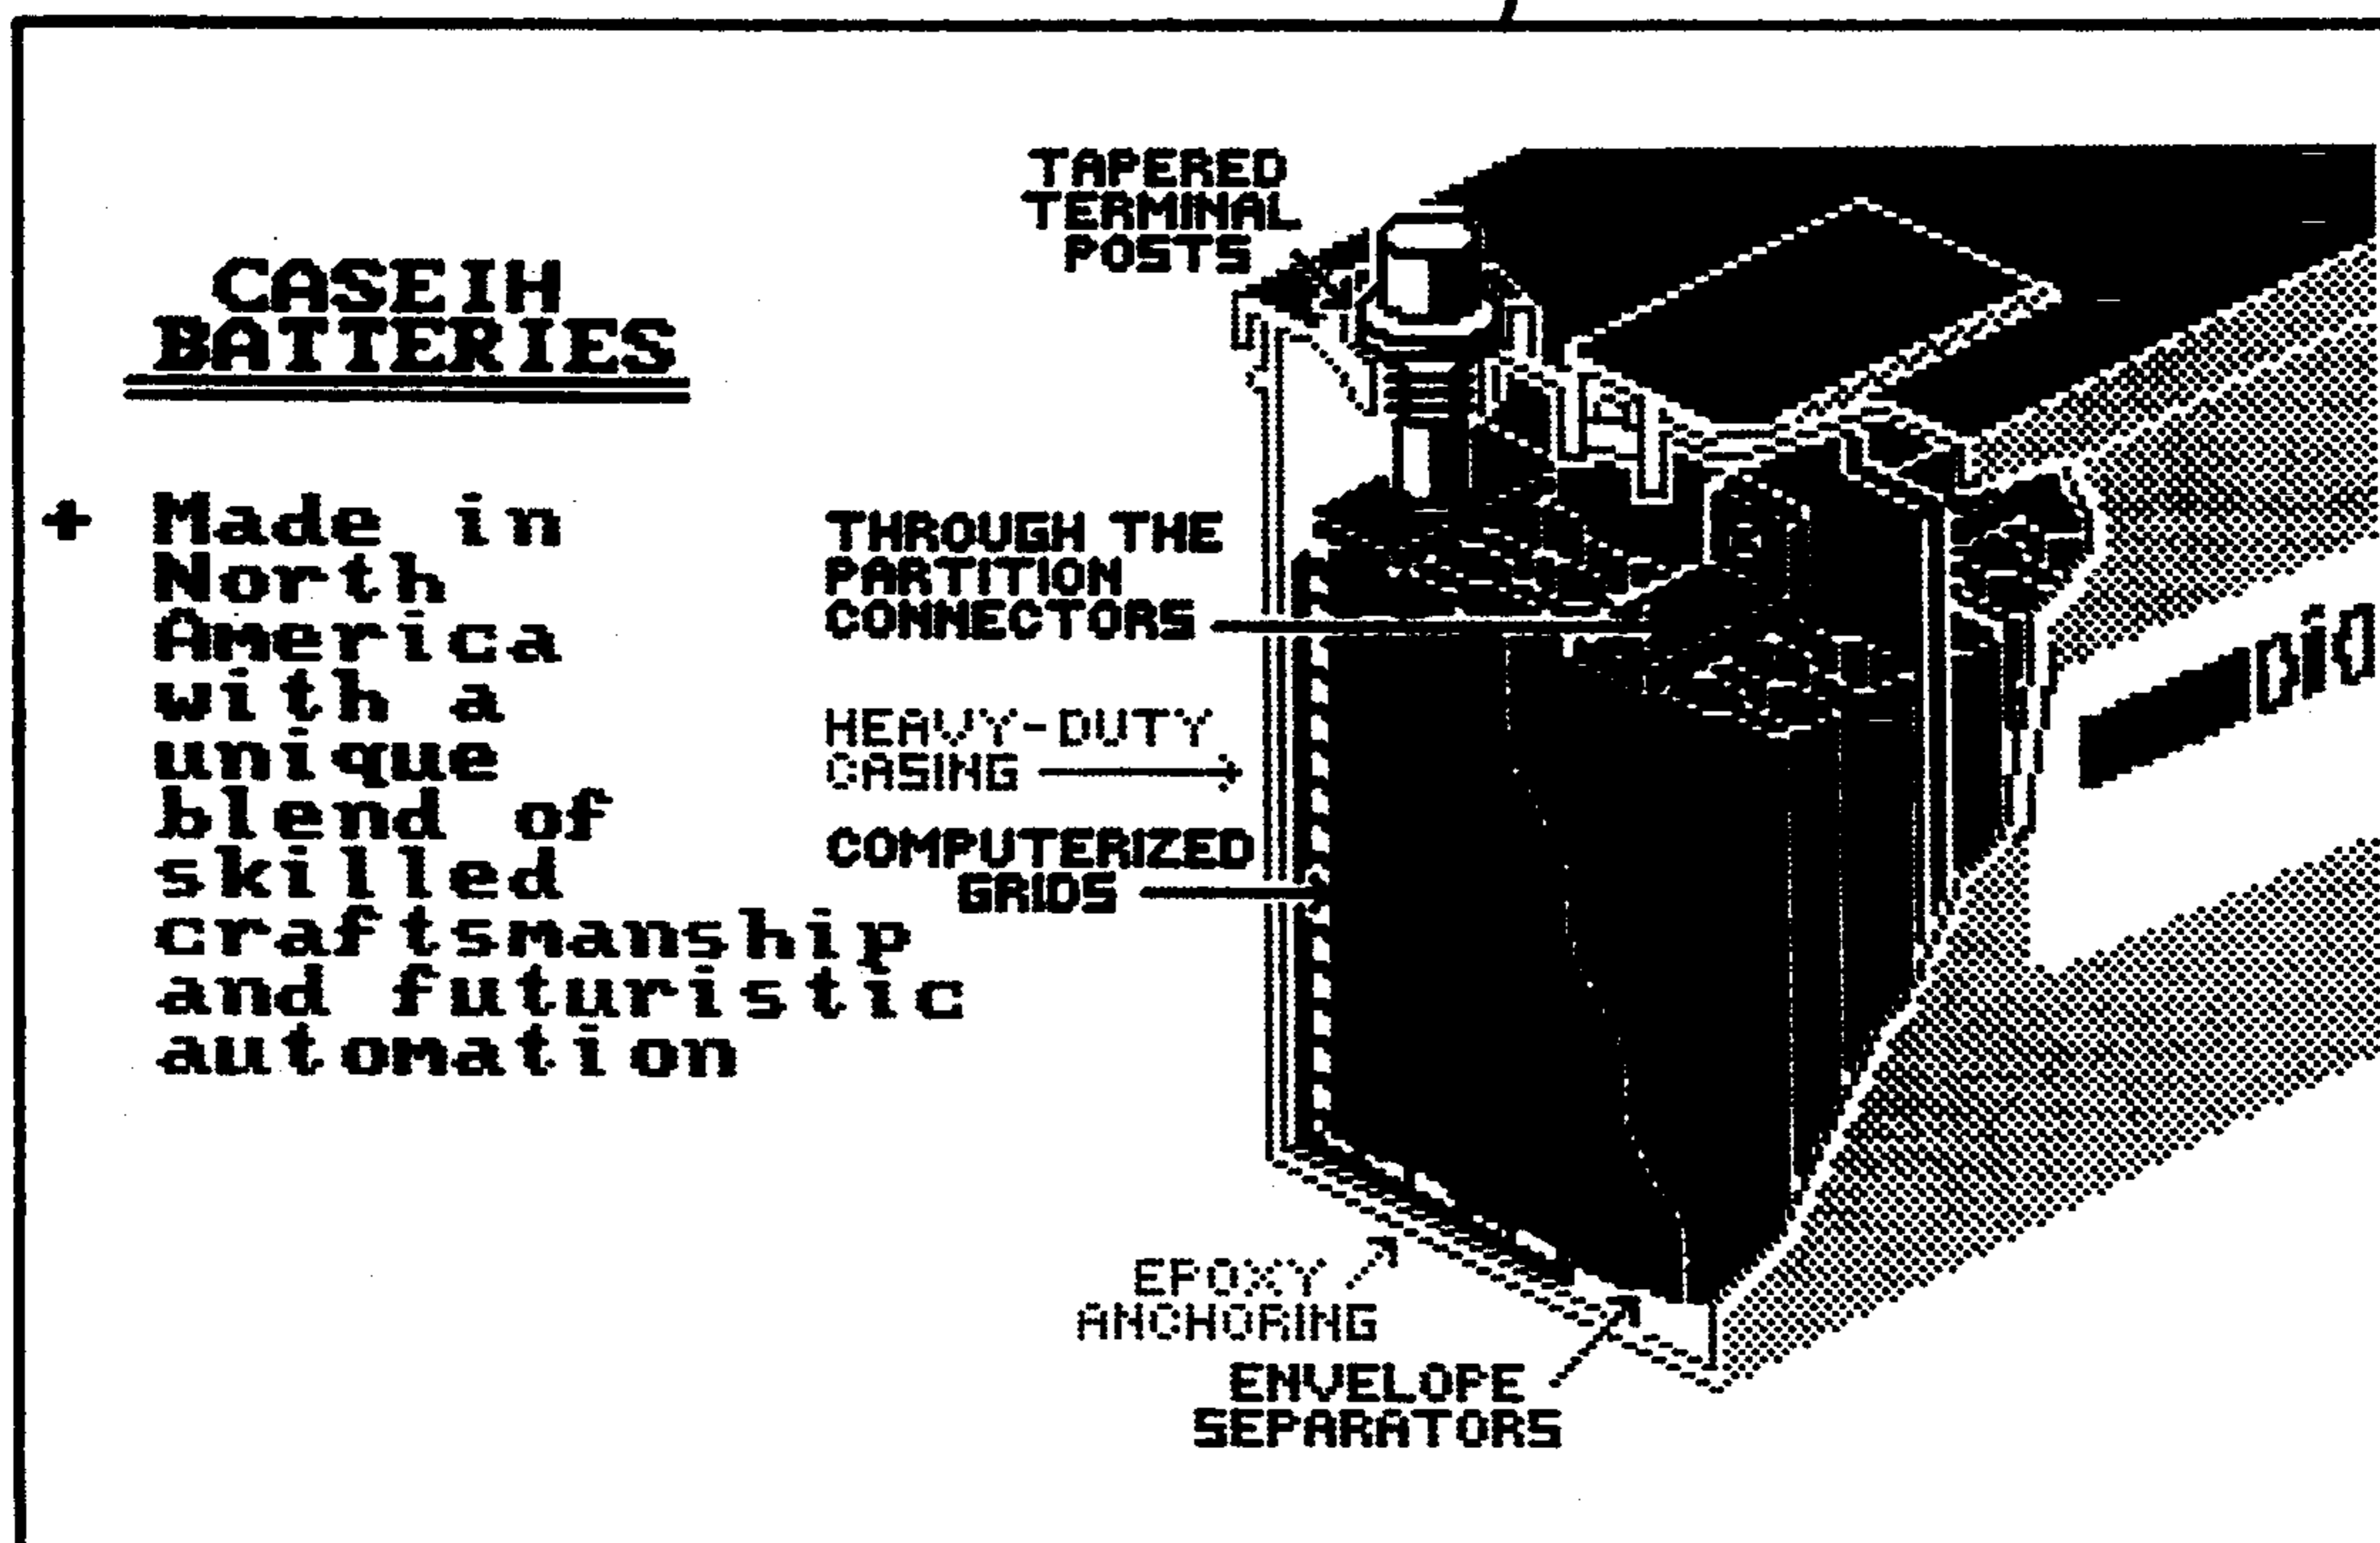 CASEIH
BATTERIES
+ Made in
North
America
with a
unique
blend of
skilled
craftsmanship
and futuristic
automation
TAPERED
TERMINAL
POSTS
THROUGH THE
PARTITION
CONNECTORS
HEAVY-DUTY
CASING
COMPUTERIZED
GRIDS
EPOXY
ANCHORING
ENVELOPE
SEPARATORS